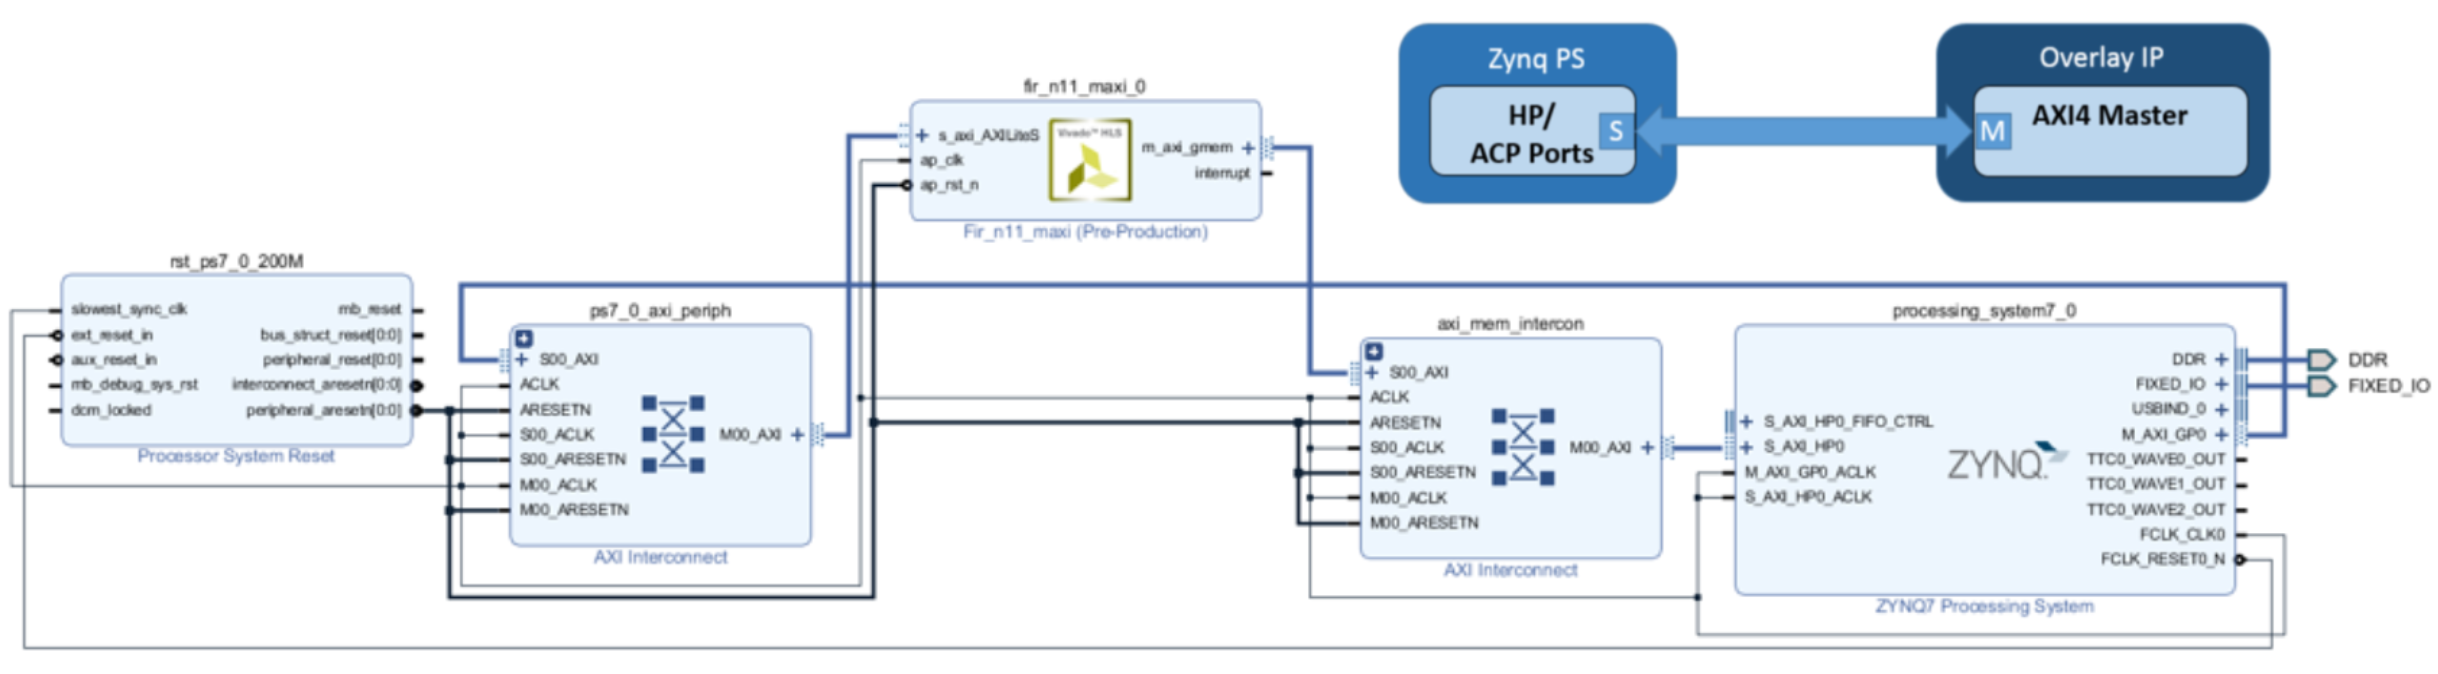 Zynq PS
HP/
ACP Ports
S
Overlay IP
AXI4 Master
M
fir_n11_maxi_0
s_axi_AXILiteS
ap_clk
ap_rst_n
Vivado™ HLS
m_axi_gmem
interrupt
Fir_n11_maxi (Pre-Production)
rst_ps7_0_200M
slowest_sync_clk
ext_reset_in
aux_reset_in
mb_debug_sys_rst
dcm_locked
mb_reset
bus_struct_reset[0:0]
peripheral_reset[0:0]
interconnect_aresetn[0:0]
peripheral_aresetn[0:0]
Processor System Reset
ps7_0_axi_periph
S00_AXI
ACLK
ARESETN
S00_ACLK
S00_ARESETN
M00_ACLK
M00_ARESETN
M00_AXI
AXI Interconnect
axi_mem_intercon
S00_AXI
ACLK
ARESETN
S00_ACLK
S00_ARESETN
M00_ACLK
M00_ARESETN
M00_AXI
AXI Interconnect
processing_system7_0
S_AXI_HP0_FIFO_CTRL
S_AXI_HP0
M_AXI_GP0_ACLK
S_AXI_HP0_ACLK
ZYNQ
DDR
FIXED_IO
USBIND_0
M_AXI_GP0
TTC0_WAVE0_OUT
TTC0_WAVE1_OUT
TTC0_WAVE2_OUT
FCLK_CLK0
FCLK_RESET0_N
ZYNQ7 Processing System
DDR
FIXED_IO